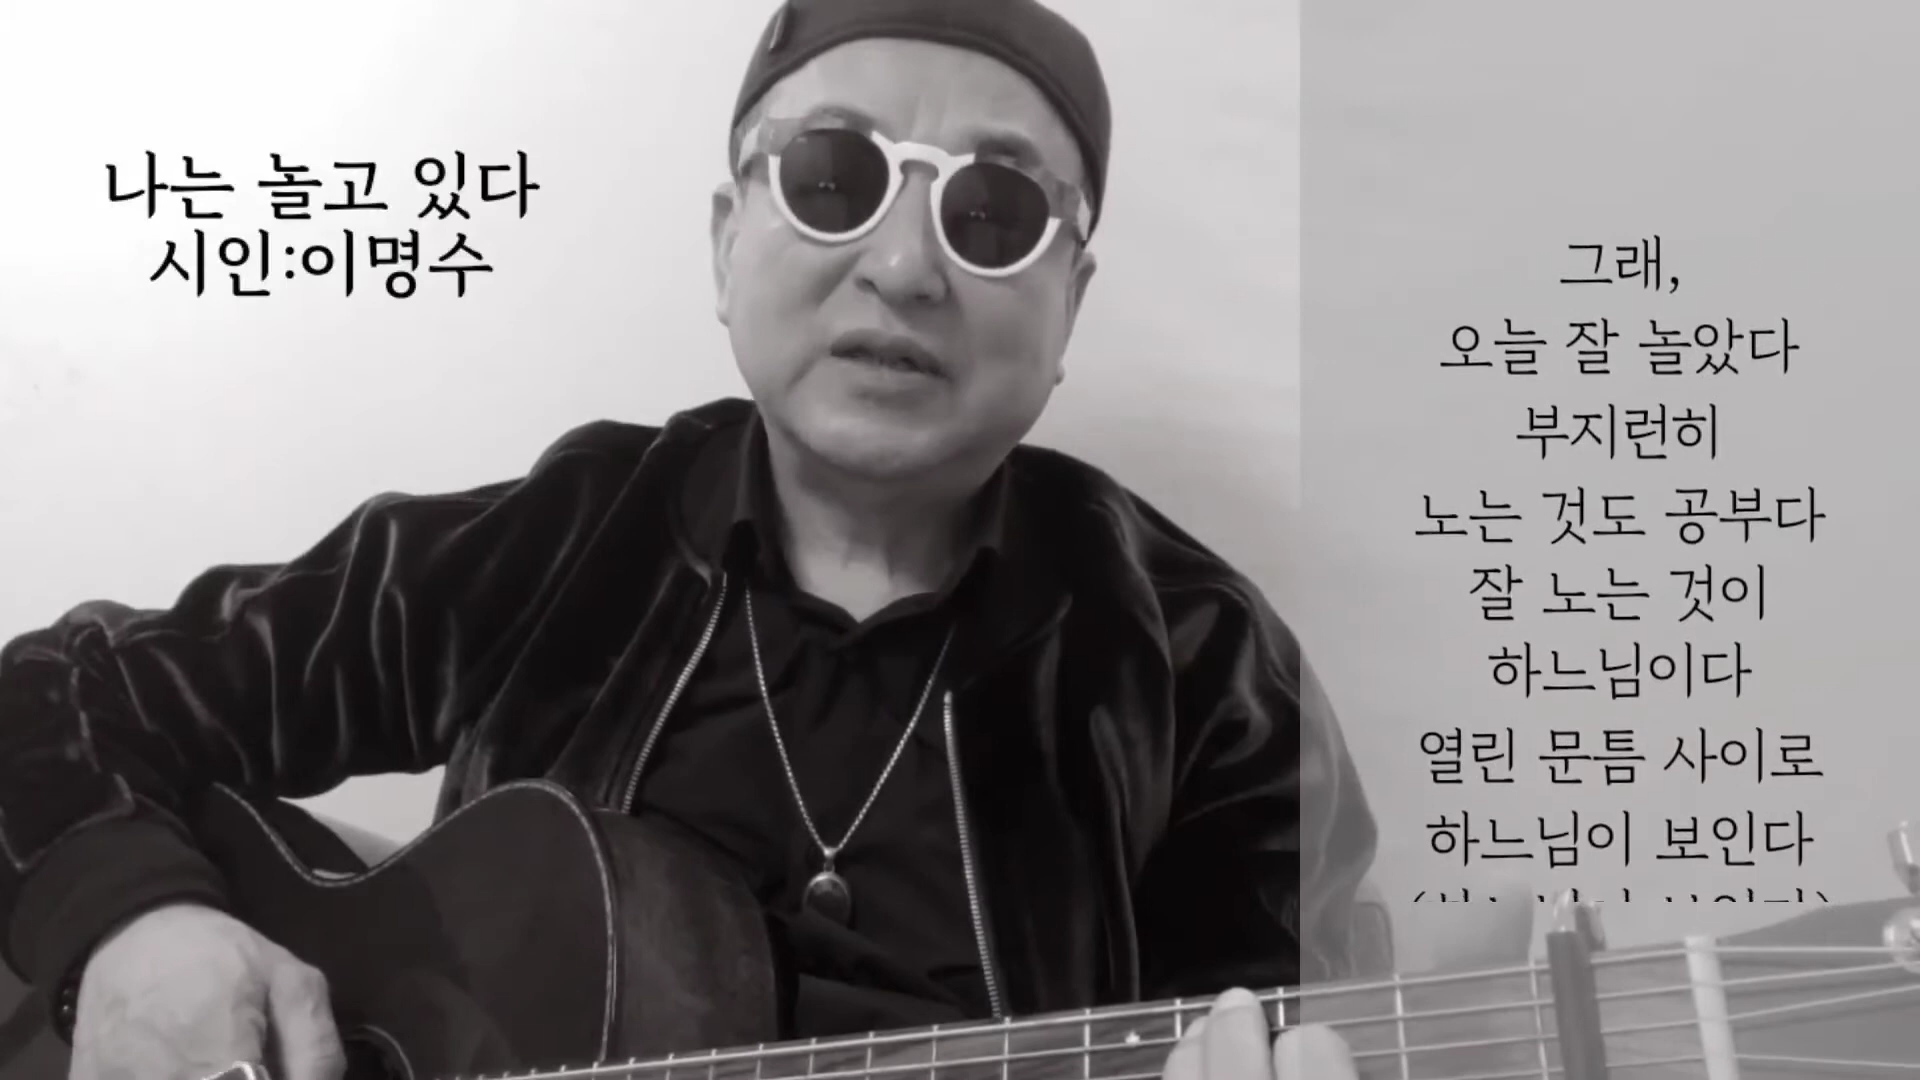 나는 놀고 있다
시인:이명수
그래,
오늘 잘 놀았다
부지런히
노는 것도 공부다
잘 노는 것이
하느님이다
열린 문틈 사이로
하느님이 보인다